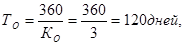 T_O = 360/K_O = 360/3 = 120дней,